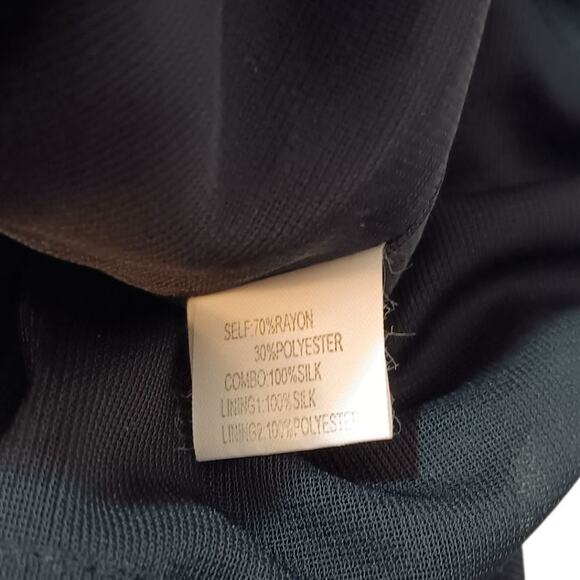 SELF:70%RAYON
30%POLYESTER
COMBO:100%SILK
LINING1:100%SILK
LINING2:100%POLYESTER